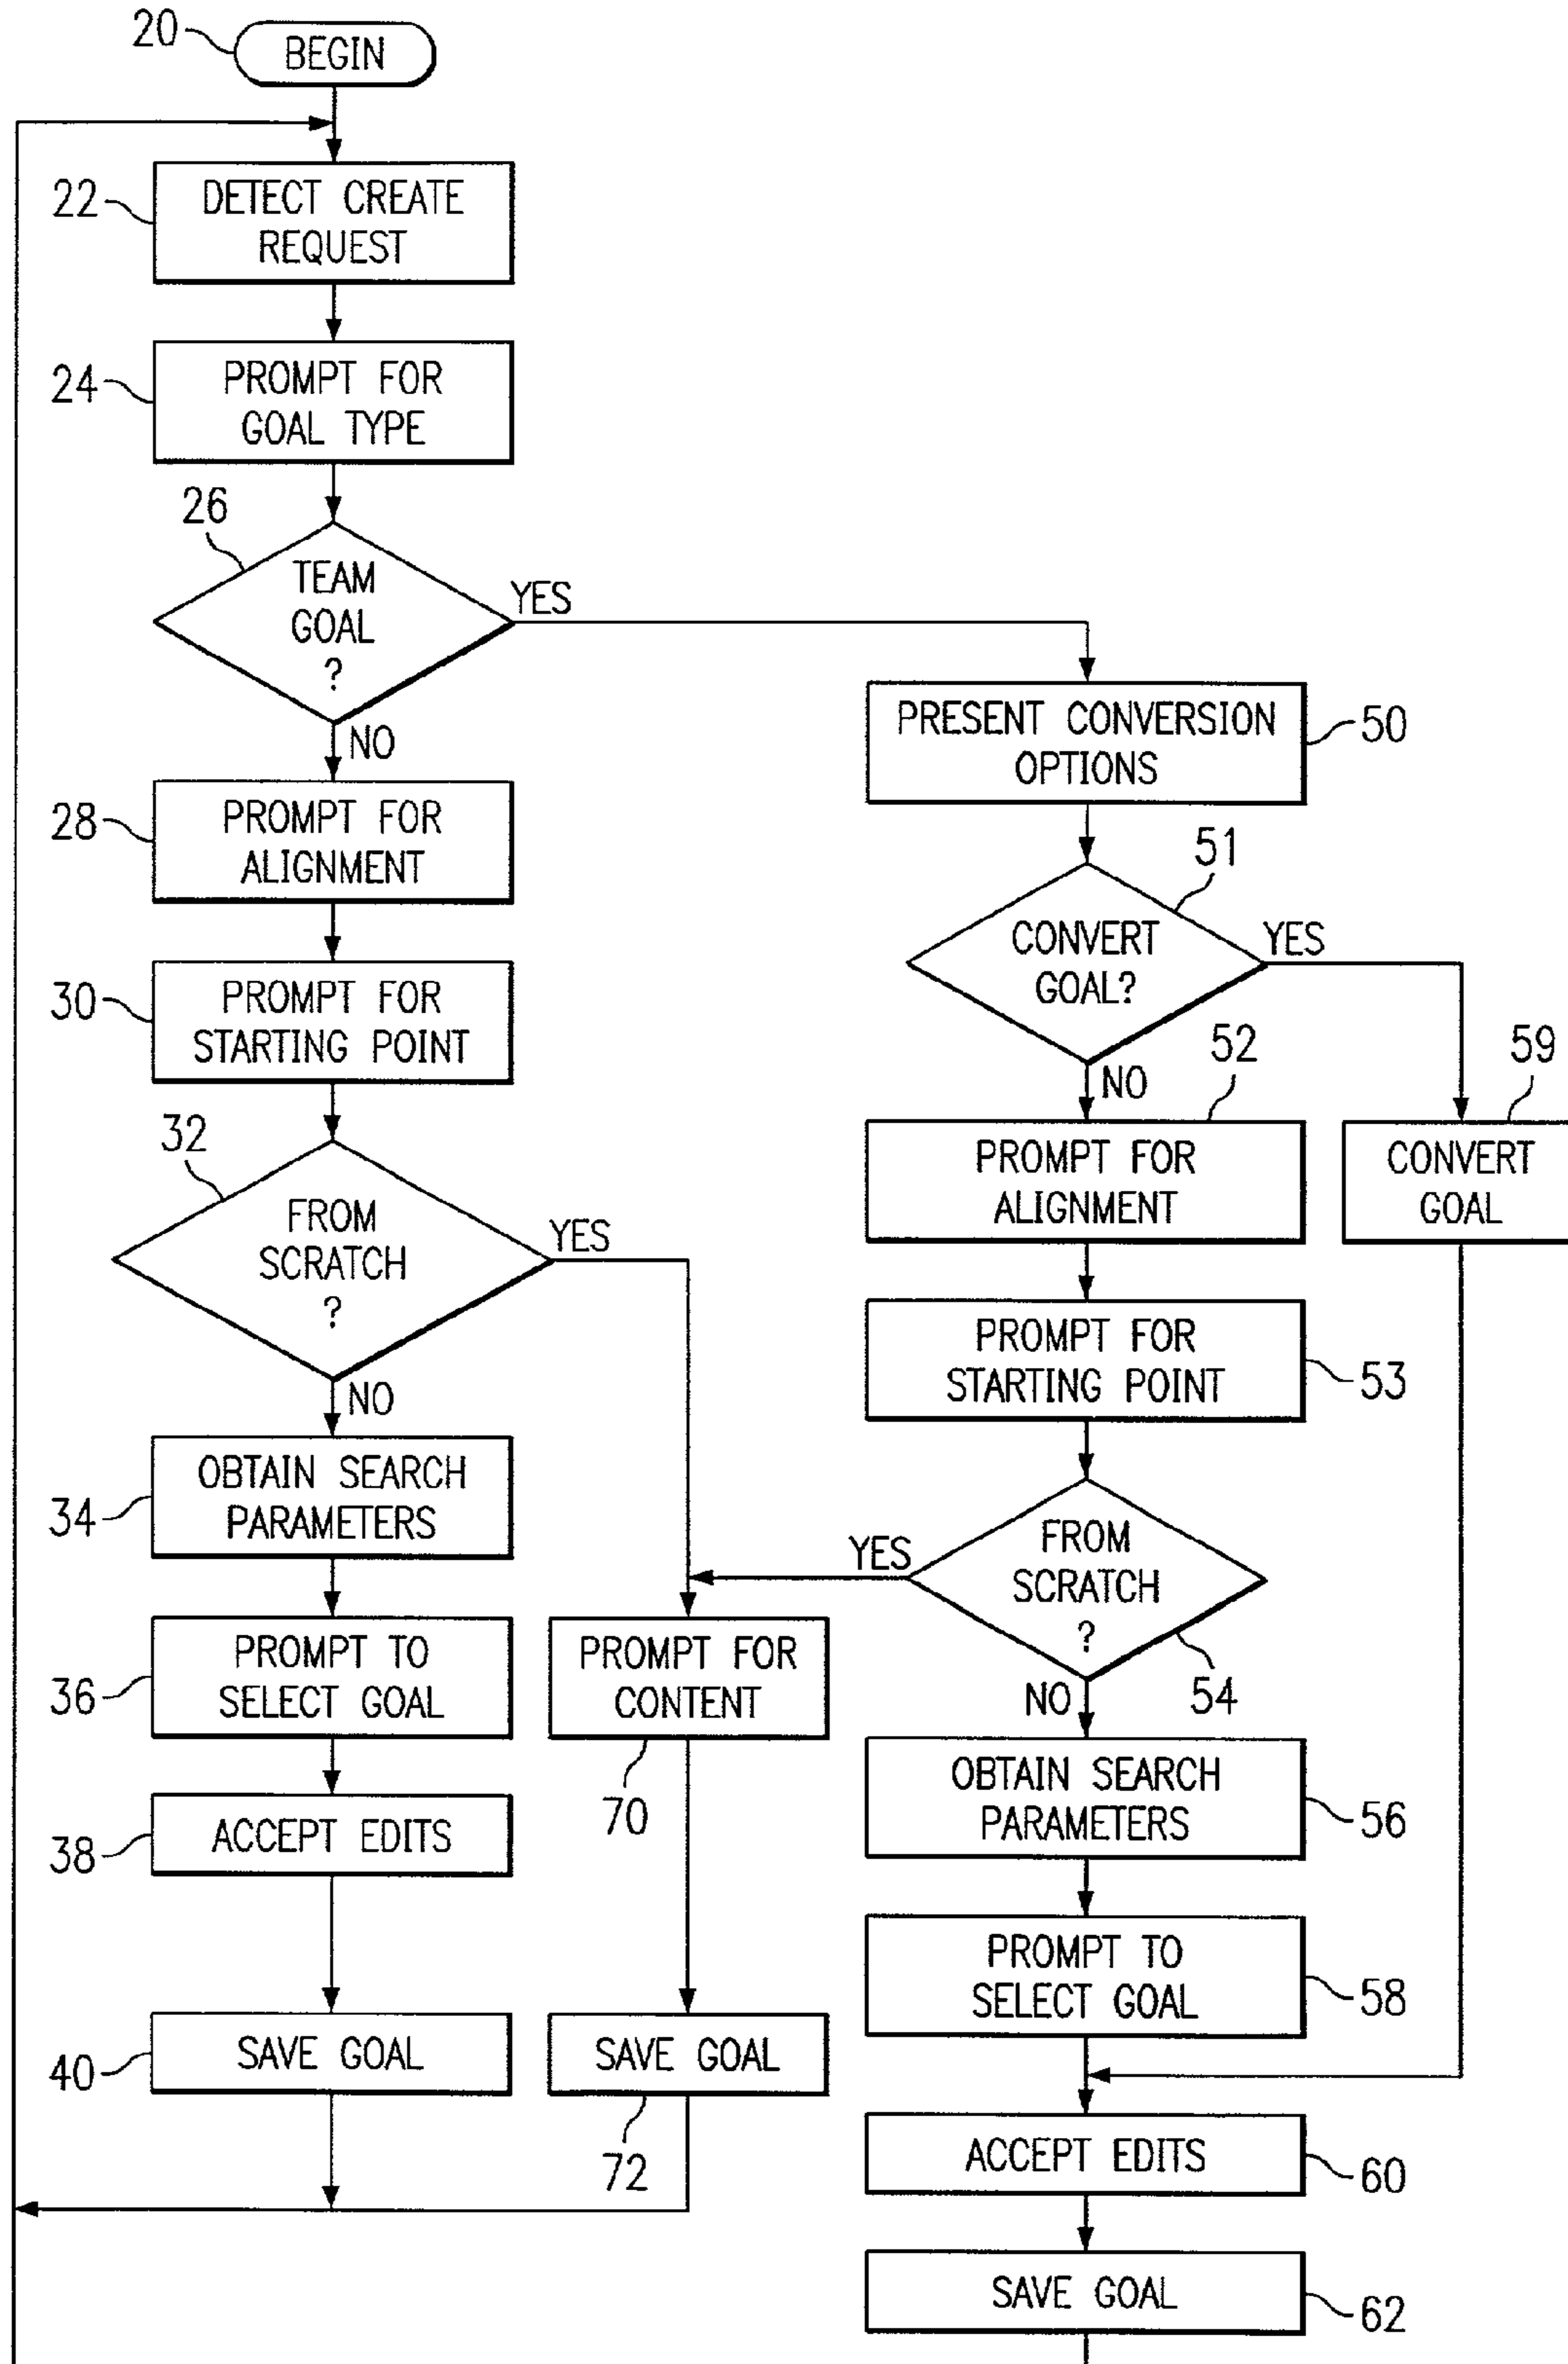 20
BEGIN
22
DETECT CREATE
REQUEST
24
PROMPT FOR
GOAL TYPE
26
TEAM
GOAL
?
YES
NO
28
PROMPT FOR
ALIGNMENT
30
PROMPT FOR
STARTING POINT
32
FROM
SCRATCH
?
YES
NO
34
OBTAIN SEARCH
PARAMETERS
36
PROMPT TO
SELECT GOAL
38
ACCEPT EDITS
40
SAVE GOAL
PROMPT FOR
CONTENT
70
SAVE GOAL
72
PRESENT CONVERSION
OPTIONS
50
51
CONVERT
GOAL?
YES
NO
52
PROMPT FOR
ALIGNMENT
59
CONVERT
GOAL
PROMPT FOR
STARTING POINT
53
YES
FROM
SCRATCH
?
54
NO
OBTAIN SEARCH
PARAMETERS
56
PROMPT TO
SELECT GOAL
58
ACCEPT EDITS
60
SAVE GOAL
62